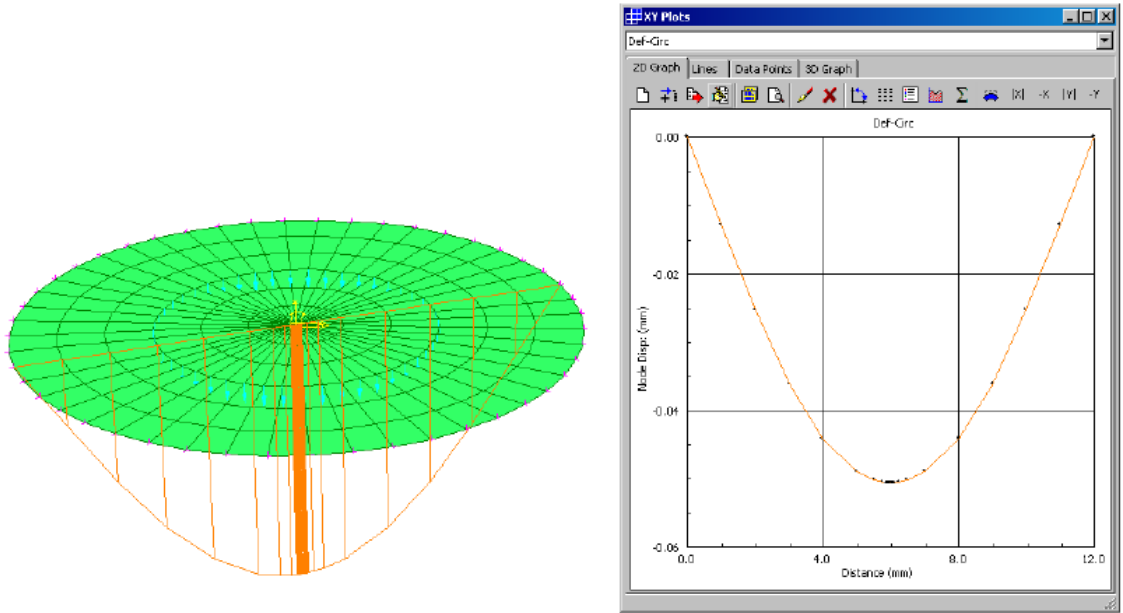 XY Plots
Def-Circ
2D Graph Lines Data Points 3D Graph
|X| -X |Y| -Y
Def-Circ
0.00
-0.02
-0.04
-0.06
Node Disp: (mm)
0.0 4.0 8.0 12.0
Distance (mm)